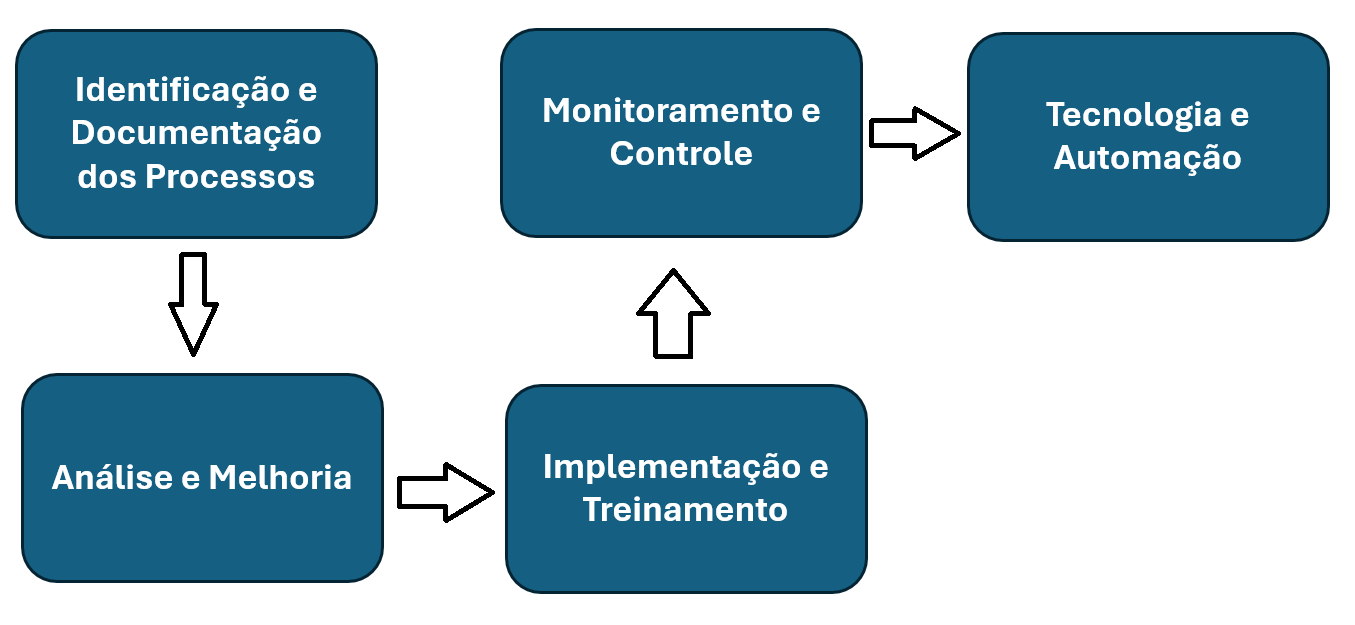 Identificação e
Documentação
dos Processos
Análise e Melhoria
Implementação e
Treinamento
Monitoramento e
Controle
Tecnologia e
Automação